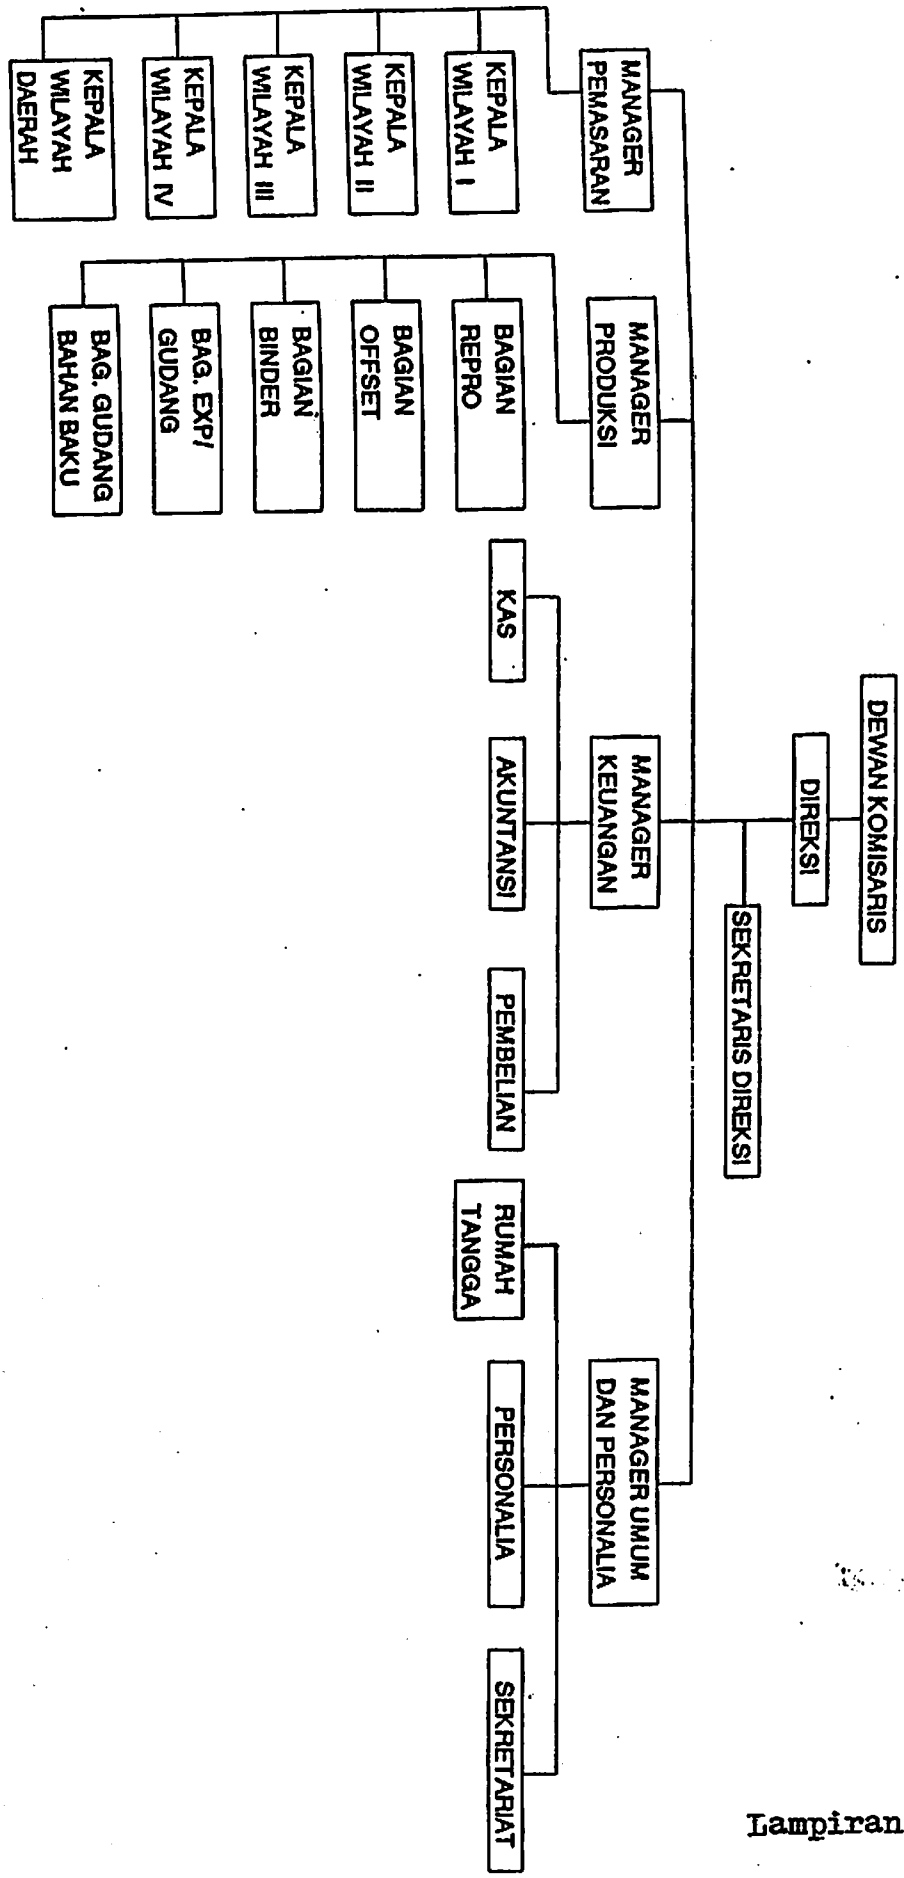 DEWAN KOMISARIS
DIREKSI
SEKRETARIS DIREKSI
MANAGER
PEMASARAN
KEPALA
WILAYAH I
KEPALA
WILAYAH II
KEPALA
WILAYAH III
KEPALA
WILAYAH IV
KEPALA
WILAYAH
DAERAH
MANAGER
PRODUKSI
BAGIAN
REPRO
BAGIAN
OFFSET
BAGIAN
BINDER
BAG. EXP/
GUDANG
BAG. GUDANG
BAHAN BAKU
MANAGER
KEUANGAN
KAS
AKUNTANSI
PEMBELIAN
MANAGER UMUM
DAN PERSONALIA
RUMAH
TANGGA
PERSONALIA
SEKRETARIAT
Lampiran